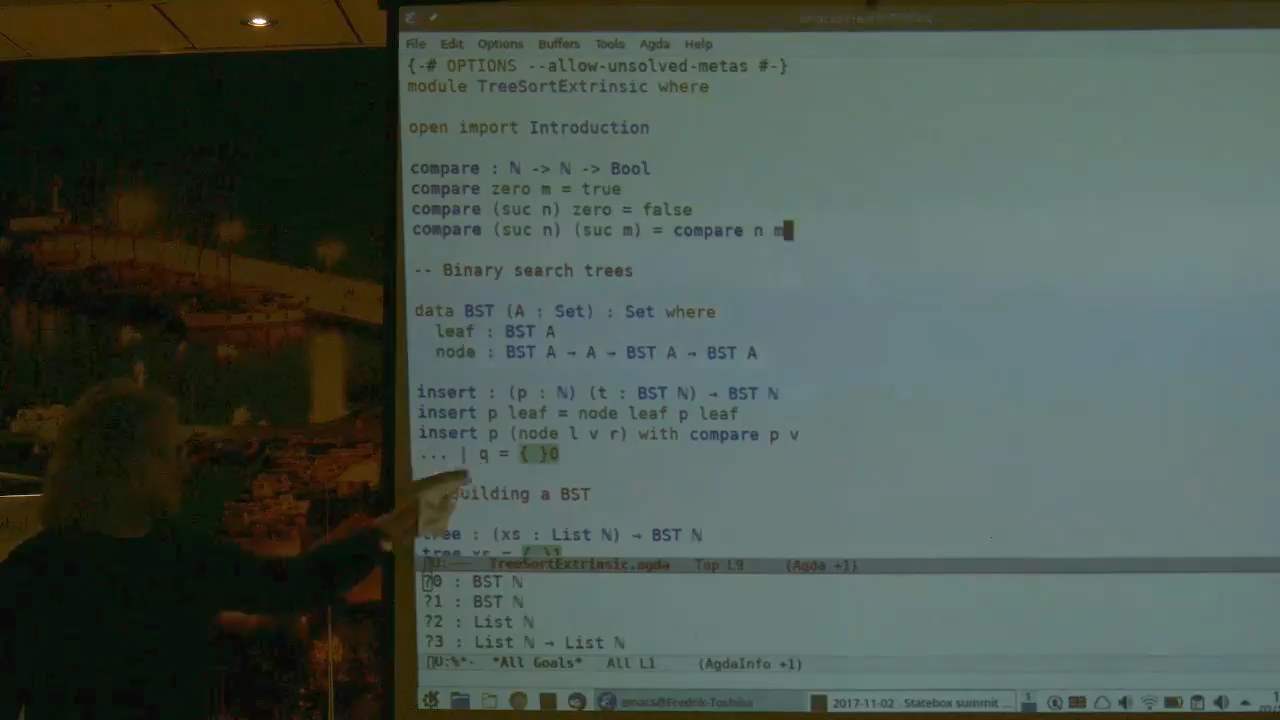 File Edit Options Buffers Tools Agda Help
{-# OPTIONS --allow-unsolved-metas #-}
module TreeSortExtrinsic where
open import Introduction
compare : ℕ -> ℕ -> Bool
compare zero m = true
compare (suc n) zero = false
compare (suc n) (suc m) = compare n m
-- Binary search trees
data BST (A : Set) : Set where
leaf : BST A
node : BST A → A → BST A → BST A
insert : (p : ℕ) (t : BST ℕ) → BST ℕ
insert p leaf = node leaf p leaf
insert p (node l v r) with compare p v
... | q = { }0
uilding a BST
ree : (xs : List ℕ) → BST ℕ
tree xs = { }1
TreeSortExtrinsic.agda Top L9 (Agda +1)
?0 : BST ℕ
?1 : BST ℕ
?2 : List ℕ
?3 : List ℕ → List ℕ
U:%*- *All Goals* All L1 (AgdaInfo +1)
emacs@Fredrik-Toshiba 2017-11-02 Statebox summit ...